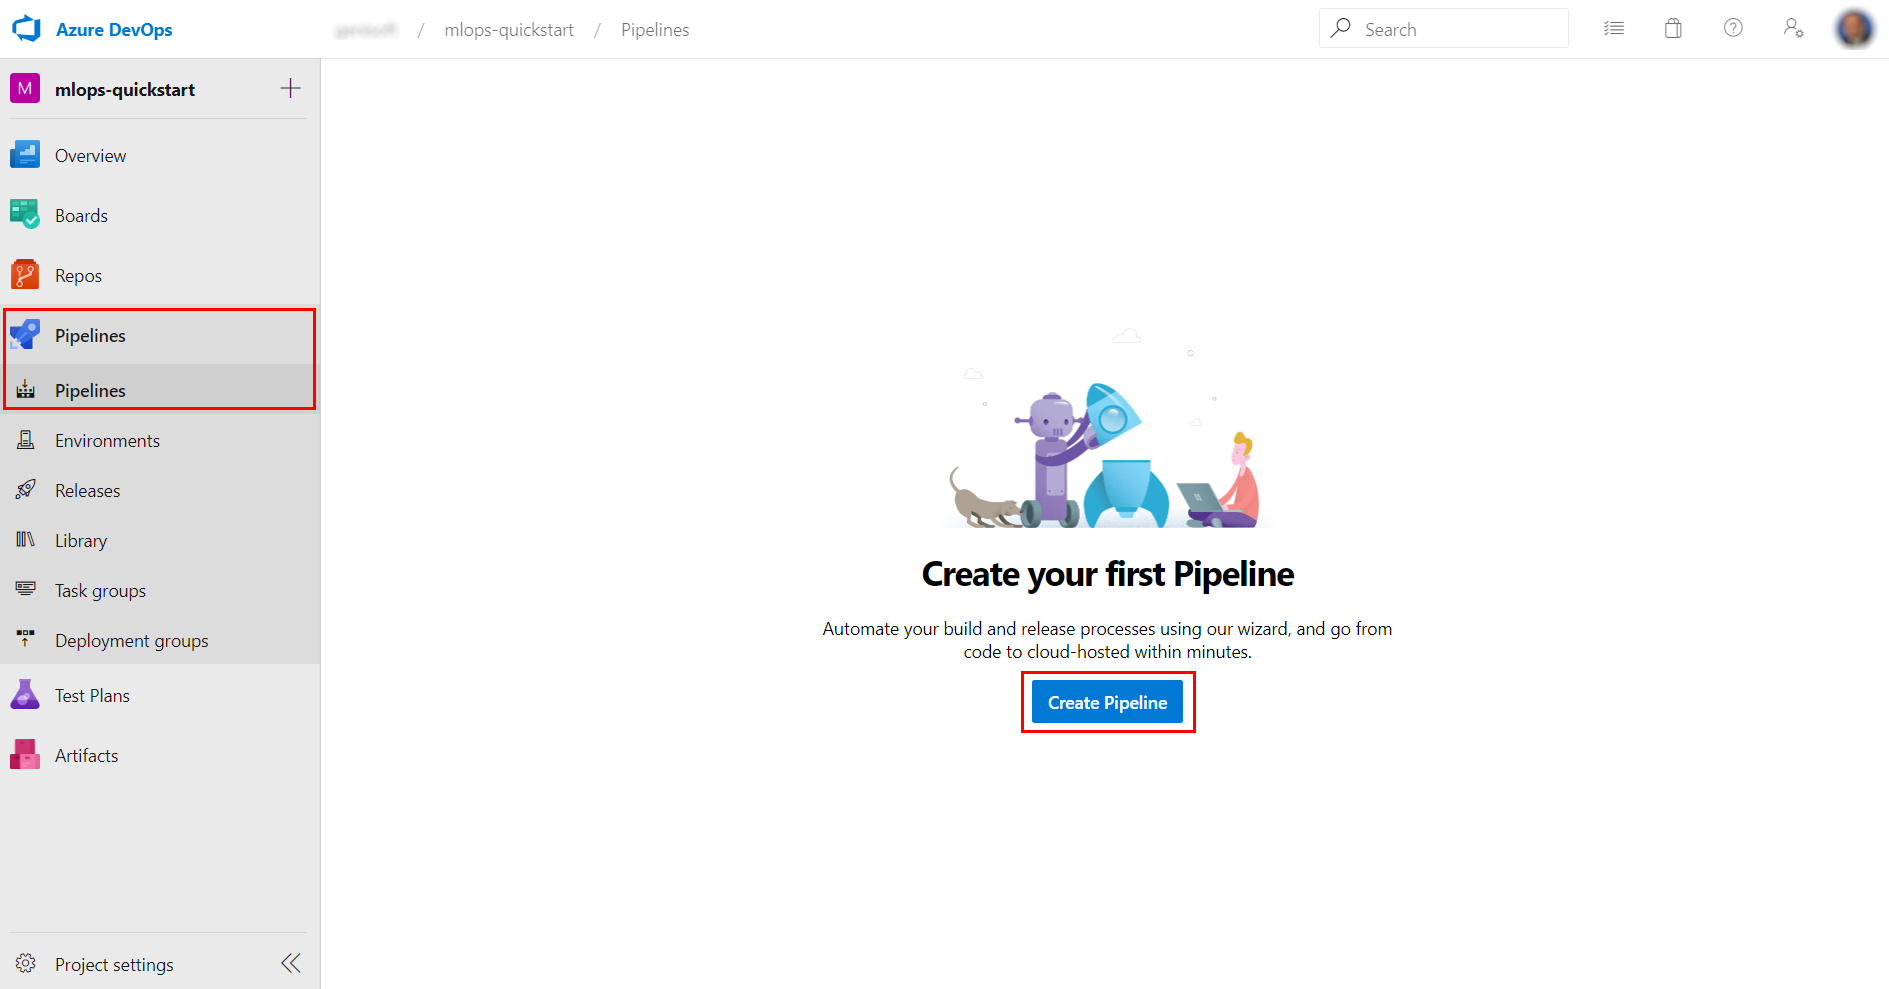 Azure DevOps
/ mlops-quickstart / Pipelines
Search
M mlops-quickstart
Overview
Boards
Repos
Pipelines
Pipelines
Environments
Releases
Library
Task groups
Deployment groups
Test Plans
Artifacts
Project settings
Create your first Pipeline
Automate your build and release processes using our wizard, and go from
code to cloud-hosted within minutes.
Create Pipeline